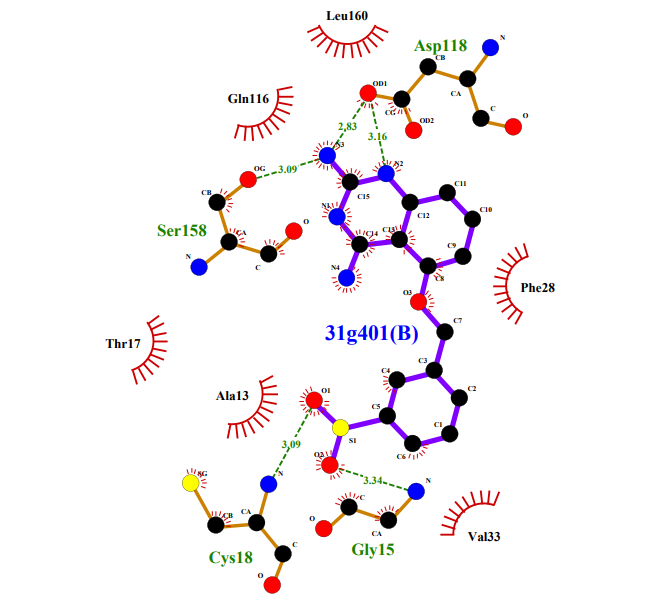 Leu160
Asp118
N
CB
CA
OD1
CG
OD2
C
O
Gln116
2.83
3.16
N3
N2
3.09
OG
C15
C11
CB
N1
C12
C10
Ser158
CA
O
C14
C13
C9
N
C
N4
C8
Phe28
O3
31g401(B)
C7
Thr17
C3
C4
C2
Ala13
O1
C5
C1
S1
C6
3.09
O2
3.34
SG
N
N
C
CB
CA
O
CA
Val33
Gly15
Cys18
C
O